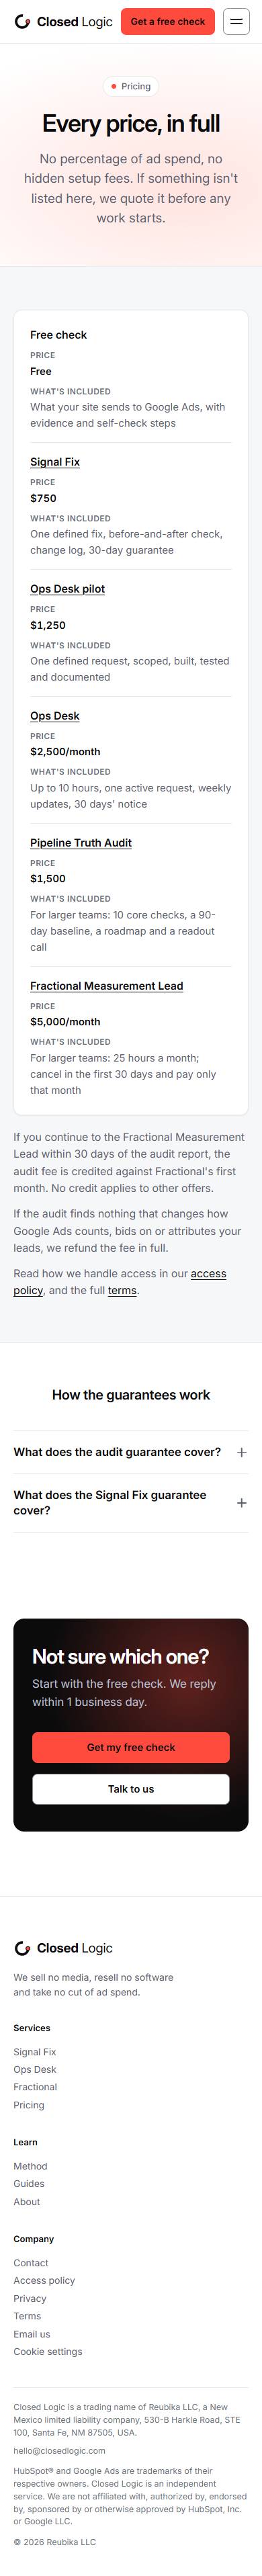 Closed Logic
Get a free check
Pricing
Every price, in full
No percentage of ad spend, no
hidden setup fees. If something isn't
listed here, we quote it before any
work starts.
Free check
PRICE
Free
WHAT'S INCLUDED
What your site sends to Google Ads, with
evidence and self-check steps
Signal Fix
PRICE
$750
WHAT'S INCLUDED
One defined fix, before-and-after check,
change log, 30-day guarantee
Ops Desk pilot
PRICE
$1,250
WHAT'S INCLUDED
One defined request, scoped, built, tested
and documented
Ops Desk
PRICE
$2,500/month
WHAT'S INCLUDED
Up to 10 hours, one active request, weekly
updates, 30 days' notice
Pipeline Truth Audit
PRICE
$1,500
WHAT'S INCLUDED
For larger teams: 10 core checks, a 90-
day baseline, a roadmap and a readout
call
Fractional Measurement Lead
PRICE
$5,000/month
WHAT'S INCLUDED
For larger teams: 25 hours a month;
cancel in the first 30 days and pay only
that month
If you continue to the Fractional Measurement
Lead within 30 days of the audit report, the
audit fee is credited against Fractional's first
month. No credit applies to other offers.
If the audit finds nothing that changes how
Google Ads counts, bids on or attributes your
leads, we refund the fee in full.
Read how we handle access in our access
policy, and the full terms.
How the guarantees work
What does the audit guarantee cover?
What does the Signal Fix guarantee
cover?
Not sure which one?
Start with the free check. We reply
within 1 business day.
Get my free check
Talk to us
Closed Logic
We sell no media, resell no software
and take no cut of ad spend.
Services
Signal Fix
Ops Desk
Fractional
Pricing
Learn
Method
Guides
About
Company
Contact
Access policy
Privacy
Terms
Email us
Cookie settings
Closed Logic is a trading name of Reubika LLC, a New
Mexico limited liability company, 530-B Harkle Road, STE
100, Santa Fe, NM 87505, USA.
hello@closedlogic.com
HubSpot® and Google Ads are trademarks of their
respective owners. Closed Logic is an independent
service. We are not affiliated with, authorized by, endorsed
by, sponsored by or otherwise approved by HubSpot, Inc.
or Google LLC.
© 2026 Reubika LLC